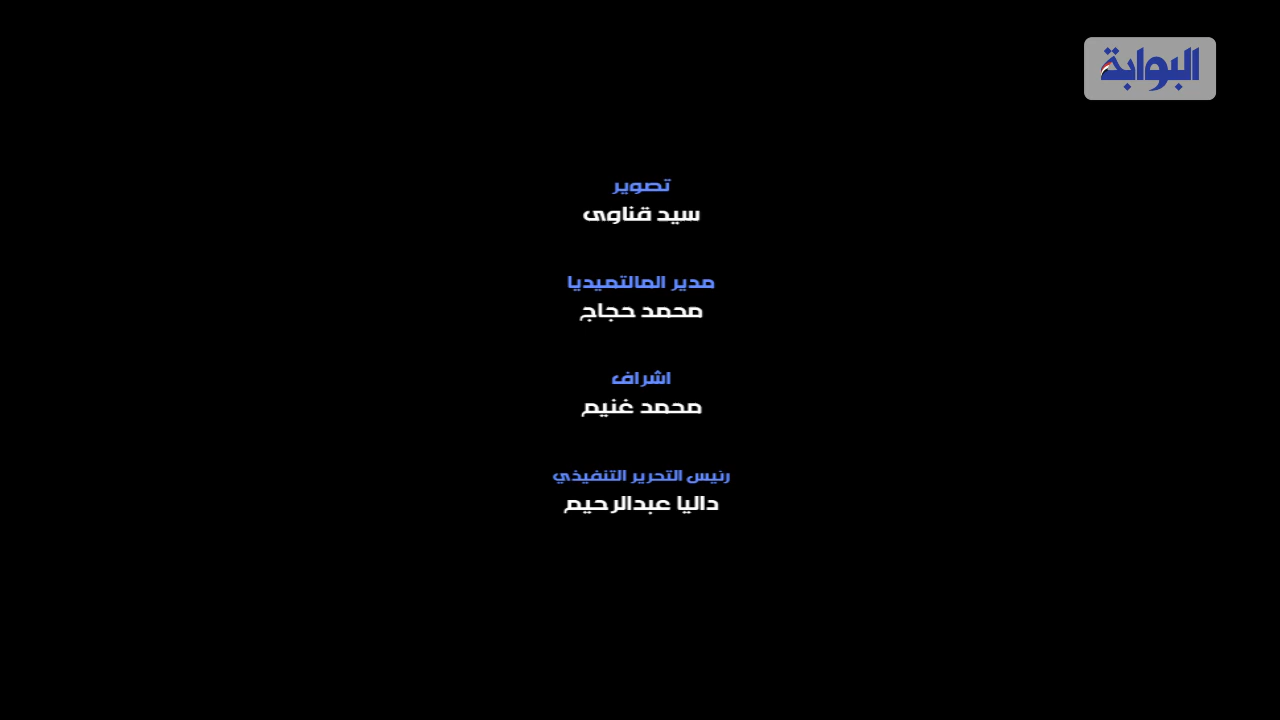 البوابة
تصوير
سيد قناوى
مدير المالتميديا
محمد حجاج
اشراف
محمد غنيم
رئيس التحرير التنفيذي
داليا عبدالرحيم